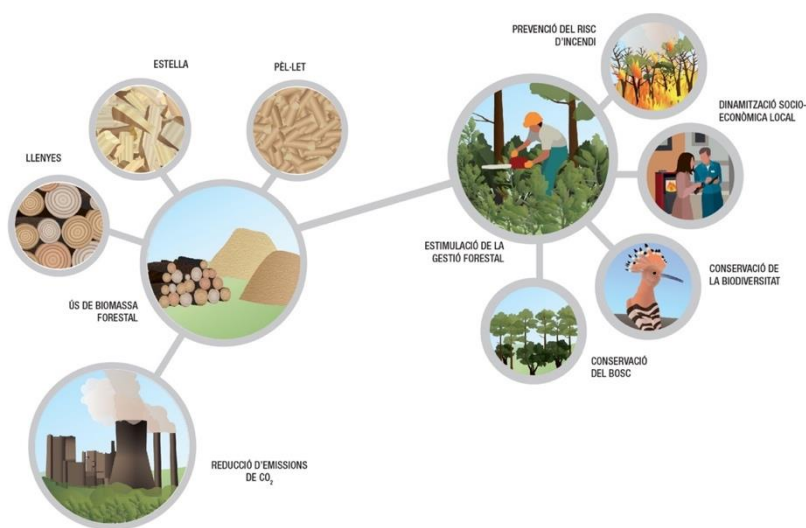 PREVENCIÓ DEL RISC
D'INCENDI
ESTELLA
PÈL·LET
DINAMITZACIÓ SOCIO-
ECONÒMICA LOCAL
LLENYES
ESTIMULACIÓ DE LA
GESTIÓ FORESTAL
CONSERVACIÓ DE
LA BIODIVERSITAT
ÚS DE BIOMASSA
FORESTAL
CONSERVACIÓ
DEL BOSC
REDUCCIÓ D'EMISSIONS
DE CO₂